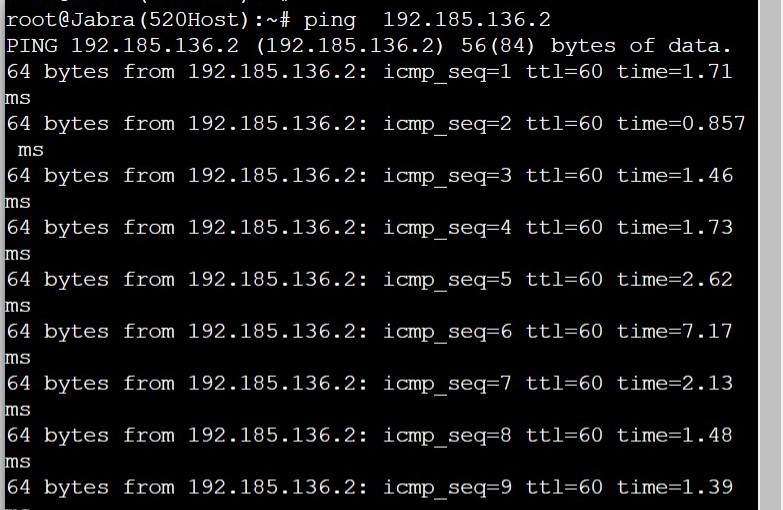 root@Jabra(520Host):~# ping  192.185.136.2
PING 192.185.136.2 (192.185.136.2) 56(84) bytes of data.
64 bytes from 192.185.136.2: icmp_seq=1 ttl=60 time=1.71
ms
64 bytes from 192.185.136.2: icmp_seq=2 ttl=60 time=0.857
 ms
64 bytes from 192.185.136.2: icmp_seq=3 ttl=60 time=1.46
ms
64 bytes from 192.185.136.2: icmp_seq=4 ttl=60 time=1.73
ms
64 bytes from 192.185.136.2: icmp_seq=5 ttl=60 time=2.62
ms
64 bytes from 192.185.136.2: icmp_seq=6 ttl=60 time=7.17
ms
64 bytes from 192.185.136.2: icmp_seq=7 ttl=60 time=2.13
ms
64 bytes from 192.185.136.2: icmp_seq=8 ttl=60 time=1.48
ms
64 bytes from 192.185.136.2: icmp_seq=9 ttl=60 time=1.39
ms